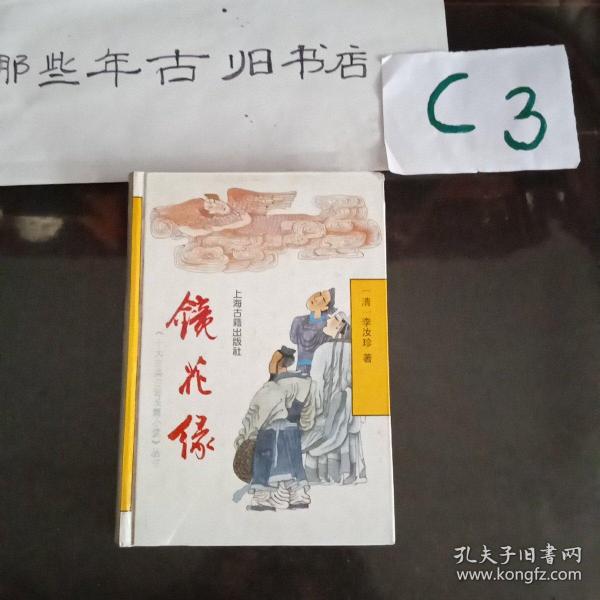 那些年古旧书店
C3
镜花缘
上海古籍出版社
〔清〕李汝珍 著
孔夫子旧书网
www.kongfz.com